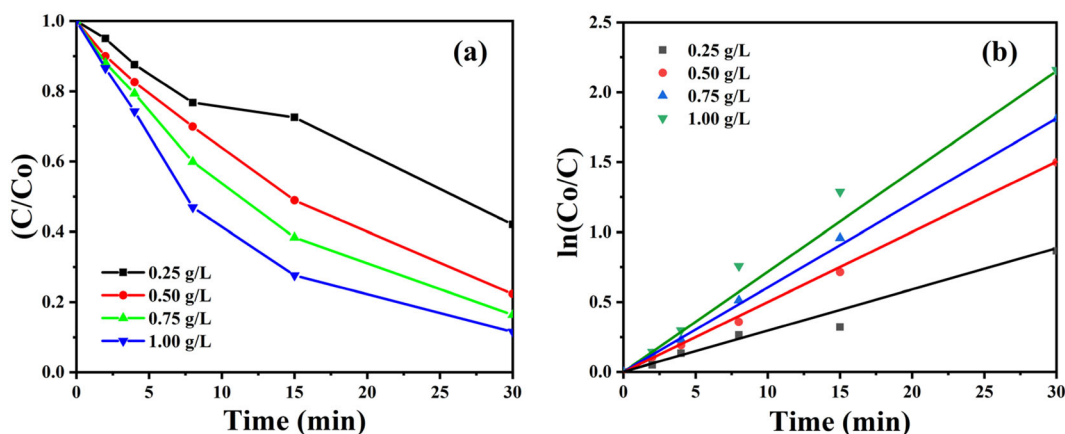 (a)
(C/Co)
1.0
0.8
0.6
0.4
0.2
0.0
0.25 g/L
0.50 g/L
0.75 g/L
1.00 g/L
0 5 10 15 20 25 30
Time (min)
(b)
ln(Co/C)
2.5
2.0
1.5
1.0
0.5
0.0
0.25 g/L
0.50 g/L
0.75 g/L
1.00 g/L
0 5 10 15 20 25 30
Time (min)